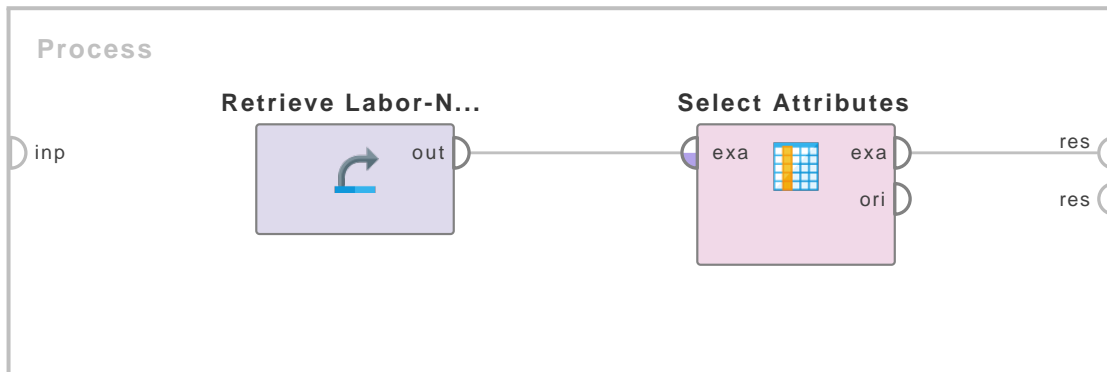 Process
Retrieve Labor-N...
Select Attributes
inp
out
exa
exa
res
ori
res